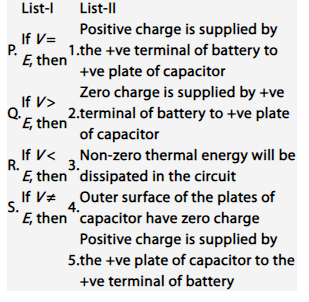 List-I List-II
P. If V= E, then 1. Positive charge is supplied by
the +ve terminal of battery to
+ve plate of capacitor
Q. If V> E, then 2. Zero charge is supplied by +ve
terminal of battery to +ve plate
of capacitor
R. If V< E, then 3. Non-zero thermal energy will be
dissipated in the circuit
S. If V≠ E, then 4. Outer surface of the plates of
capacitor have zero charge
5. Positive charge is supplied by
the +ve plate of capacitor to the
+ve terminal of battery